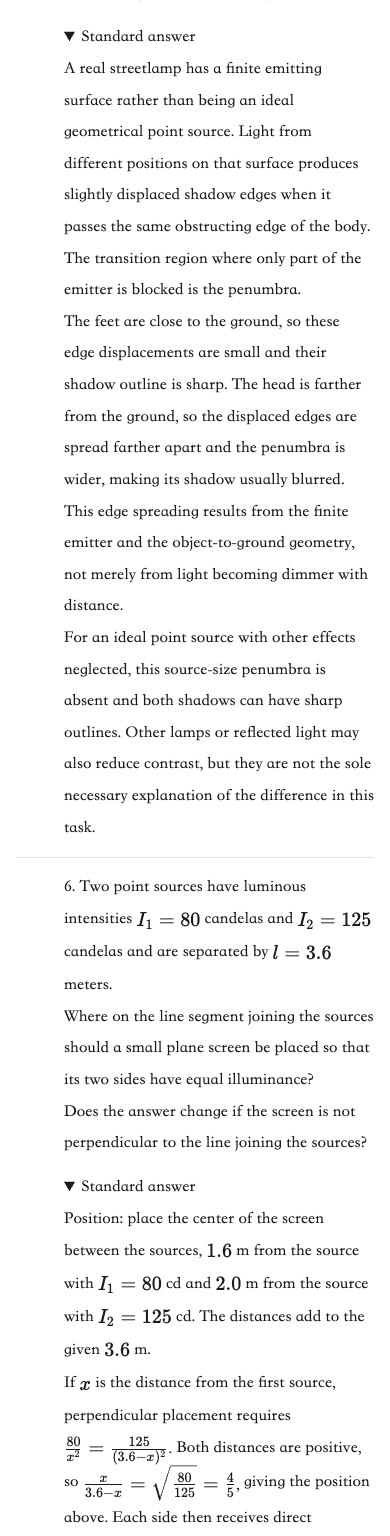 ▼ Standard answer
A real streetlamp has a finite emitting
surface rather than being an ideal
geometrical point source. Light from
different positions on that surface produces
slightly displaced shadow edges when it
passes the same obstructing edge of the body.
The transition region where only part of the
emitter is blocked is the penumbra.
The feet are close to the ground, so these
edge displacements are small and their
shadow outline is sharp. The head is farther
from the ground, so the displaced edges are
spread farther apart and the penumbra is
wider, making its shadow usually blurred.
This edge spreading results from the finite
emitter and the object-to-ground geometry,
not merely from light becoming dimmer with
distance.
For an ideal point source with other effects
neglected, this source-size penumbra is
absent and both shadows can have sharp
outlines. Other lamps or reflected light may
also reduce contrast, but they are not the sole
necessary explanation of the difference in this
task.
6. Two point sources have luminous
intensities $I_1 = 80$ candelas and $I_2 = 125$
candelas and are separated by $l = 3.6$
meters.
Where on the line segment joining the sources
should a small plane screen be placed so that
its two sides have equal illuminance?
Does the answer change if the screen is not
perpendicular to the line joining the sources?
▼ Standard answer
Position: place the center of the screen
between the sources, 1.6 m from the source
with $I_1 = 80$ cd and 2.0 m from the source
with $I_2 = 125$ cd. The distances add to the
given 3.6 m.
If $x$ is the distance from the first source,
perpendicular placement requires
$\frac{80}{x^2} = \frac{125}{(3.6-x)^2}$. Both distances are positive,
so $\frac{x}{3.6-x} = \sqrt{\frac{80}{125}} = \frac{4}{5}$, giving the position
above. Each side then receives direct